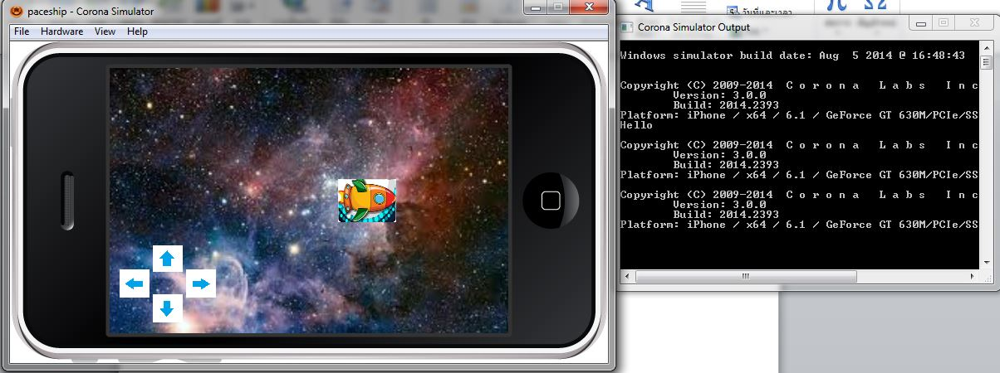 paceship - Corona Simulator
File Hardware View Help
วันที่และเวลา
Corona Simulator Output
Windows simulator build date: Aug  5 2014 @ 16:48:43
Copyright (C) 2009-2014  C o r o n a   L a b s   I n c
Version: 3.0.0
Build: 2014.2393
Platform: iPhone / x64 / 6.1 / GeForce GT 630M/PCIe/SS
Hello
Copyright (C) 2009-2014  C o r o n a   L a b s   I n c
Version: 3.0.0
Build: 2014.2393
Platform: iPhone / x64 / 6.1 / GeForce GT 630M/PCIe/SS
Copyright (C) 2009-2014  C o r o n a   L a b s   I n c
Version: 3.0.0
Build: 2014.2393
Platform: iPhone / x64 / 6.1 / GeForce GT 630M/PCIe/SS